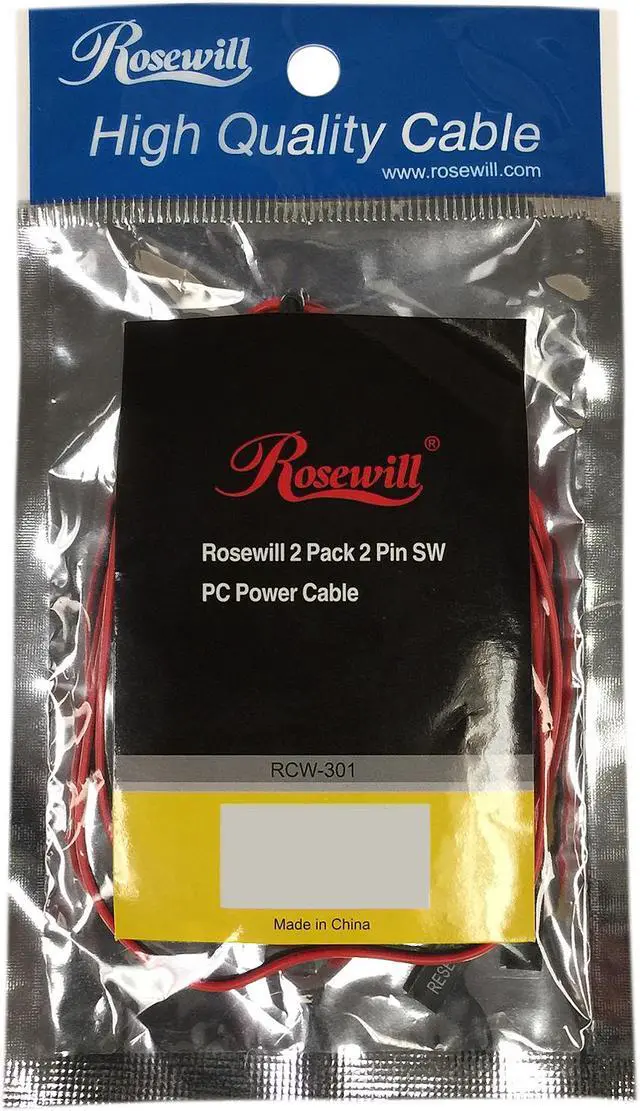 Rosewill
High Quality Cable
www.rosewill.com
Rosewill®
Rosewill 2 Pack 2 Pin SW
PC Power Cable
RCW-301
Made in China